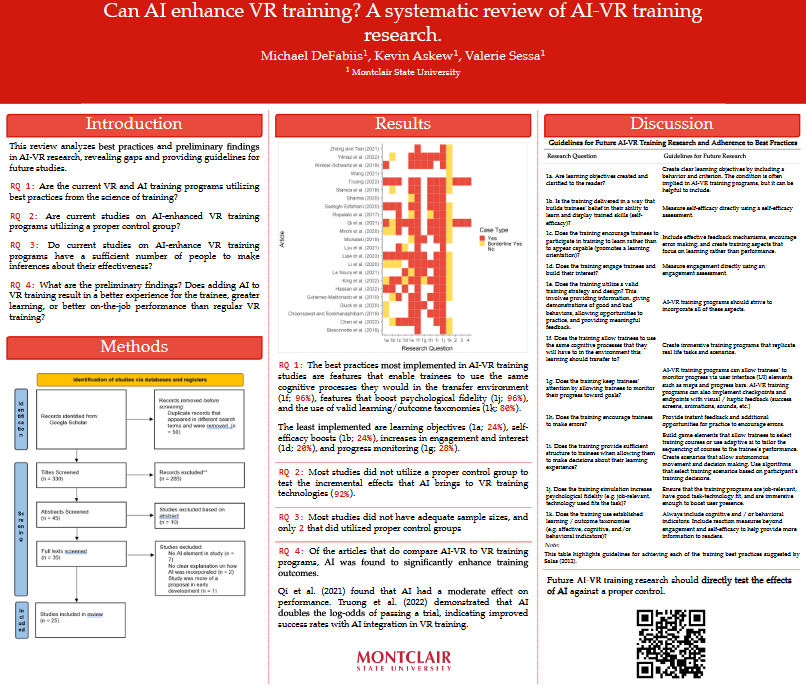 Can AI enhance VR training? A systematic review of AI-VR training
research.
Michael DeFabiis¹, Kevin Askew¹, Valerie Sessa¹
¹ Montclair State University
Introduction
This review analyzes best practices and preliminary findings
in AI-VR research, revealing gaps and providing guidelines for
future studies.
RQ 1: Are the current VR and AI training programs utilizing
best practices from the science of training?
RQ 2: Are current studies on AI-enhanced VR training
programs utilizing a proper control group?
RQ 3: Do current studies on AI-enhance VR training
programs have a sufficient number of people to make
inferences about their effectiveness?
RQ 4: What are the preliminary findings? Does adding AI to
VR training result in a better experience for the trainee, greater
learning, or better on-the-job performance than regular VR
training?
Methods
Identification of studies via databases and registers
Identification
Records identified from:
Google Scholar
Records removed before
screening:
Duplicate records that
appeared in different search
terms and were removed (n
= 50)
Screening
Titles Screened
(n = 330)
Records excluded**
(n = 285)
Abstracts Screened
(n = 45)
Studies excluded based on
abstract
(n = 10)
Full texts screened
(n = 35)
Studies excluded:
No AI element in study (n =
7)
No clear explanation on how
AI was incorporated (n = 2)
Study was more of a
proposal in early
development (n = 1)
Included
Studies included in review
(n = 25)
Results
Article
Zhang and Tsai (2021)
Yilmaz (2022)
Winkler-Schwartz (2019)
Wang (2021)
Truong (2022)
Siyar (2020)
Sharma (2020)
Ropelato (2017)
Qi (2021)
Mirchi (2020)
Michalski (2019)
Lyu (2021)
Liaw (2023)
Li (2020)
Le Noury (2021)
King (2022)
Hassan (2022)
Gutierrez-Maldonado (2015)
Gluck (2020)
Chen (2022)
Bissonnette (2019)
1a 1b 1c 1d 1e 1f 1g 1h 1i 1j 1k 2 3 4
Research Question
Case Type
Yes
Borderline Yes
No
RQ 1: The best practices most implemented in AI-VR training
studies are features that enable trainees to use the same
cognitive processes they would in the transfer environment
(1f; 96%), features that boost psychological fidelity (1j; 96%),
and the use of valid learning/outcome taxonomies (1k; 80%).
The least implemented are learning objectives (1a; 24%), self-
efficacy boosts (1b; 24%), increases in engagement and interest
(1d; 20%), and progress monitoring (1g; 28%).
RQ 2: Most studies did not utilize a proper control group to
test the incremental effects that AI brings to VR training
technologies (92%).
RQ 3: Most studies did not have adequate sample sizes, and
only 2 that did utilized proper control groups
RQ 4: Of the articles that do compare AI-VR to VR training
programs, AI was found to significantly enhance training
outcomes.
Qi et al. (2021) found that AI had a moderate effect on
performance. Truong et al. (2022) demonstrated that AI
doubles the log-odds of passing a trial, indicating improved
success rates with AI integration in VR training.
MONTCLAIR
STATE UNIVERSITY
Discussion
Guidelines for Future AI-VR Training Research and Adherence to Best Practices
Research Question
Guidelines for Future Research
1a. Are learning objectives created and
clarified to the reader?
Create clear learning objectives by including a
behavior and criterion. The condition is often
implied in AI-VR training programs, but it can be
helpful to include.
1b. Is the training delivered in a way that
builds trainees' belief in their ability to
learn and display trained skills (self-
efficacy)?
Measure self-efficacy directly using a self-efficacy
assessment.
1c. Does the training encourage trainees to
participate in training to learn rather than
to appear capable (promotes a learning
orientation)?
Include effective feedback mechanisms, encourage
error making, and create training aspects that
focus on learning rather than performance.
1d. Does the training engage trainees and
build their interest?
Measure engagement directly using an
engagement assessment.
1e. Does the training utilize a valid
training strategy and design? This
involves providing information, giving
demonstrations of good and bad
behaviors, allowing opportunities to
practice, and providing meaningful
feedback.
AI-VR training programs should strive to
incorporate all of these aspects.
1f. Does the training allow trainees to use
the same cognitive processes that they
will have to in the environment this
learning should transfer to?
Create immersive training programs that replicate
real life tasks and scenarios.
1g. Does the training keep trainees'
attention by allowing trainees to monitor
their progress toward goals?
AI-VR training programs can allow trainees' to
monitor progress via user interface (UI) elements
such as maps and progress bars. AI-VR training
programs can also implement checkpoints and
endpoints with visual / haptic feedback (success
screens, animations, sounds, etc.)
1h. Does the training encourage trainees
to make errors?
Provide instant feedback and additional
opportunities for practice to encourage errors.
1i. Does the training provide sufficient
structure to trainees when allowing them
to make decisions about their learning
experience?
Build game elements that allow trainees to select
training courses or use adaptive ai to tailor the
sequencing of courses to the trainee's performance.
Create scenarios that allow autonomous
movement and decision making. Use algorithms
that select training scenarios based on participant's
training decisions.
1j. Does the training simulation increase
psychological fidelity (e.g. job-relevant,
technology used fits the task)?
Ensure that the training programs are job-relevant,
have good task-technology fit, and are immersive
enough to boost user presence.
1k. Does the training use established
learning / outcome taxonomies
(e.g. affective, cognitive, and/or
behavioral indicators)?
Always include cognitive and / or behavioral
indicators. Include reaction measures beyond
engagement and self-efficacy to help provide more
information to readers.
Note:
This table highlights guidelines for achieving each of the training best practices suggested by
Salas (2012).
Future AI-VR training research should directly test the effects
of AI against a proper control.